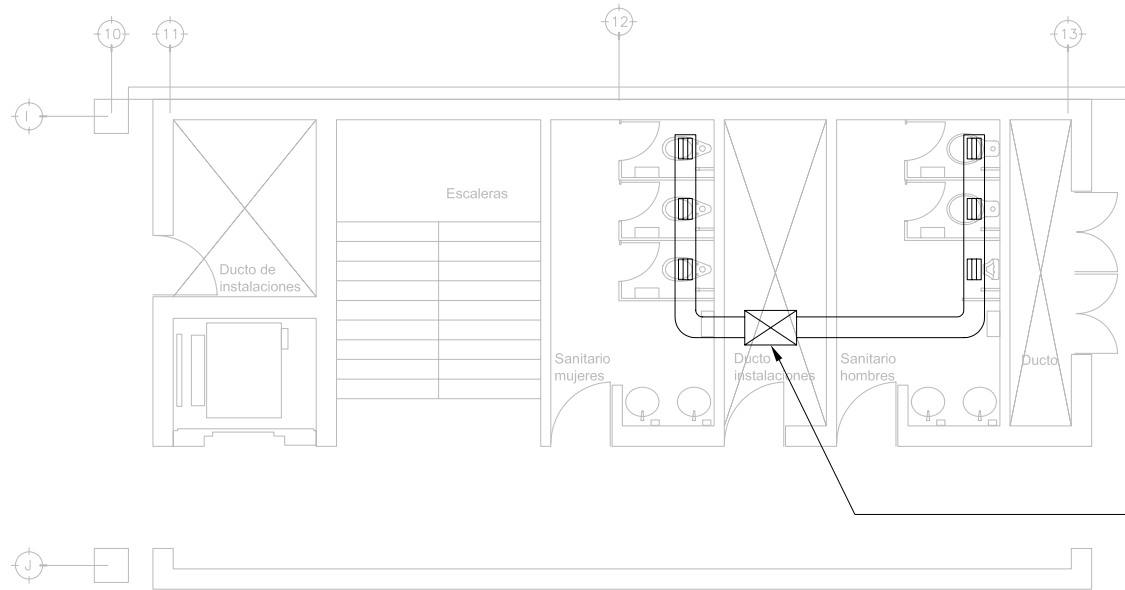 10
11
12
13
I
Escaleras
Ducto de
instalaciones
Sanitario
mujeres
Ducto
instalaciones
Sanitario
hombres
Ducto
J